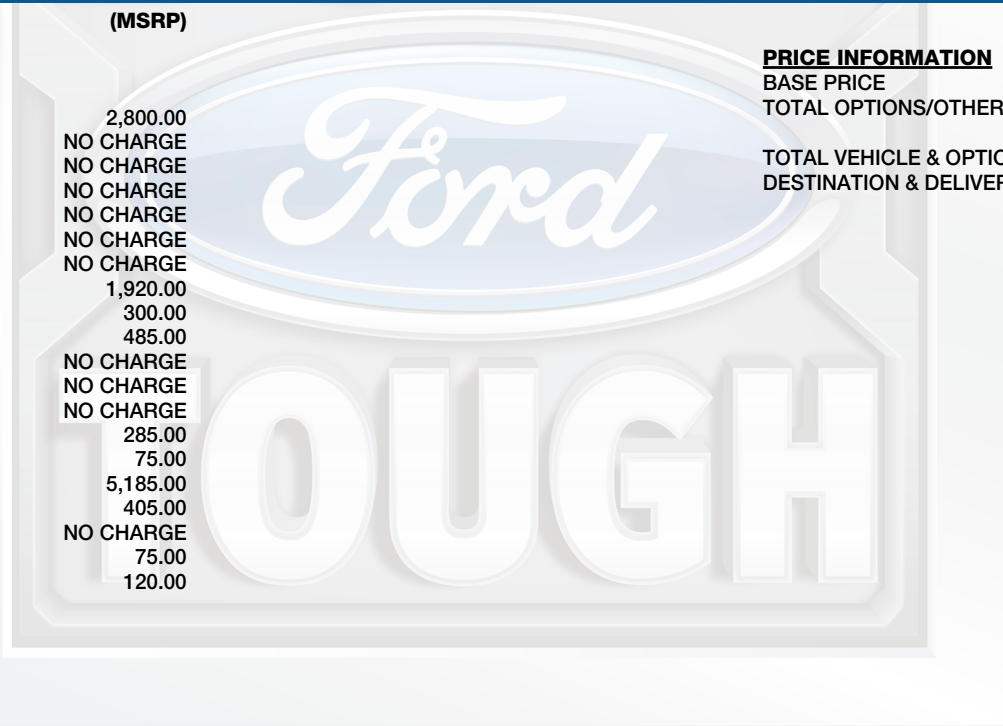 (MSRP)
2,800.00
NO CHARGE
NO CHARGE
NO CHARGE
NO CHARGE
NO CHARGE
NO CHARGE
1,920.00
300.00
485.00
NO CHARGE
NO CHARGE
NO CHARGE
285.00
75.00
5,185.00
405.00
NO CHARGE
75.00
120.00
PRICE INFORMATION
BASE PRICE
TOTAL OPTIONS/OTHER
TOTAL VEHICLE & OPTIO
DESTINATION & DELIVER
Ford
TOUGH